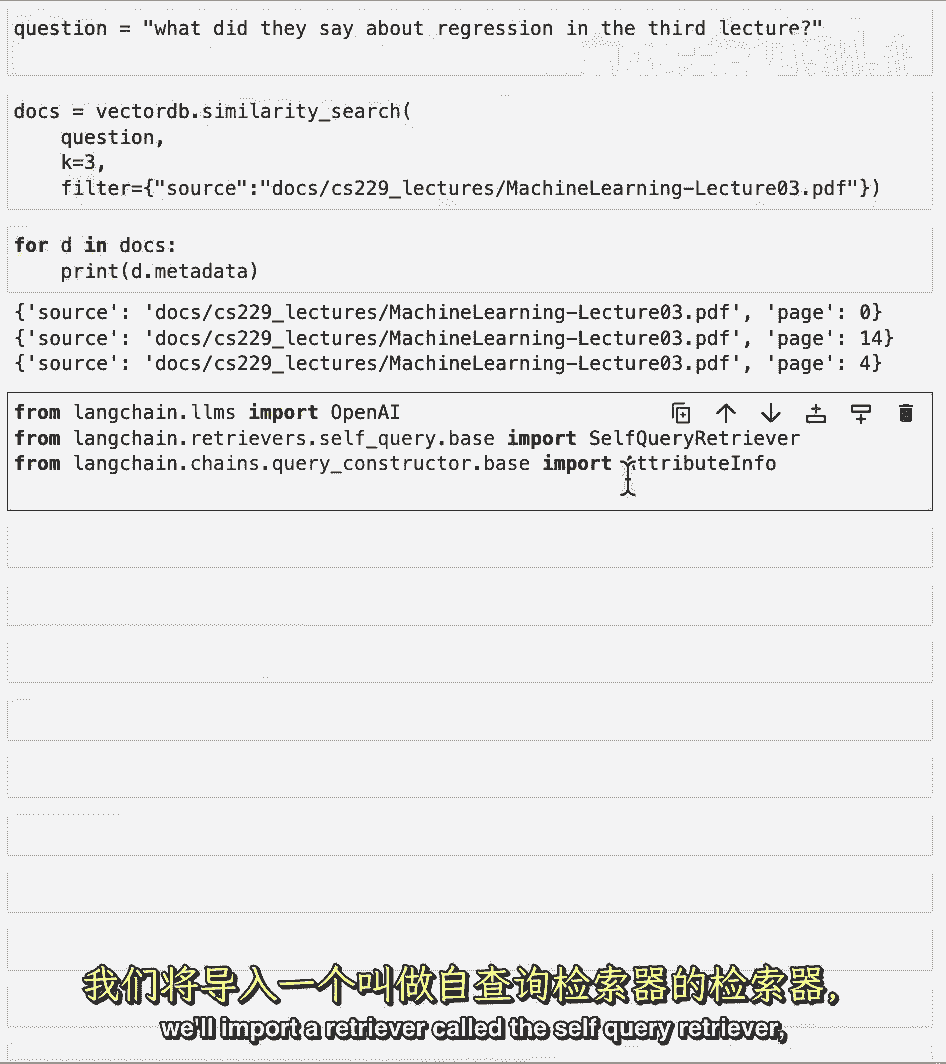 question = "what did they say about regression in the third lecture?"
docs = vectordb.similarity_search(
    question,
    k=3,
    filter={"source":"docs/cs229_lectures/MachineLearning-Lecture03.pdf"})
for d in docs:
    print(d.metadata)
{'source': 'docs/cs229_lectures/MachineLearning-Lecture03.pdf', 'page': 0}
{'source': 'docs/cs229_lectures/MachineLearning-Lecture03.pdf', 'page': 14}
{'source': 'docs/cs229_lectures/MachineLearning-Lecture03.pdf', 'page': 4}
from langchain.llms import OpenAI
from langchain.retrievers.self_query.base import SelfQueryRetriever
from langchain.chains.query_constructor.base import AttributeInfo
我们将导入一个叫做自查询检索器的检索器,
we'll import a retriever called the self query retriever,